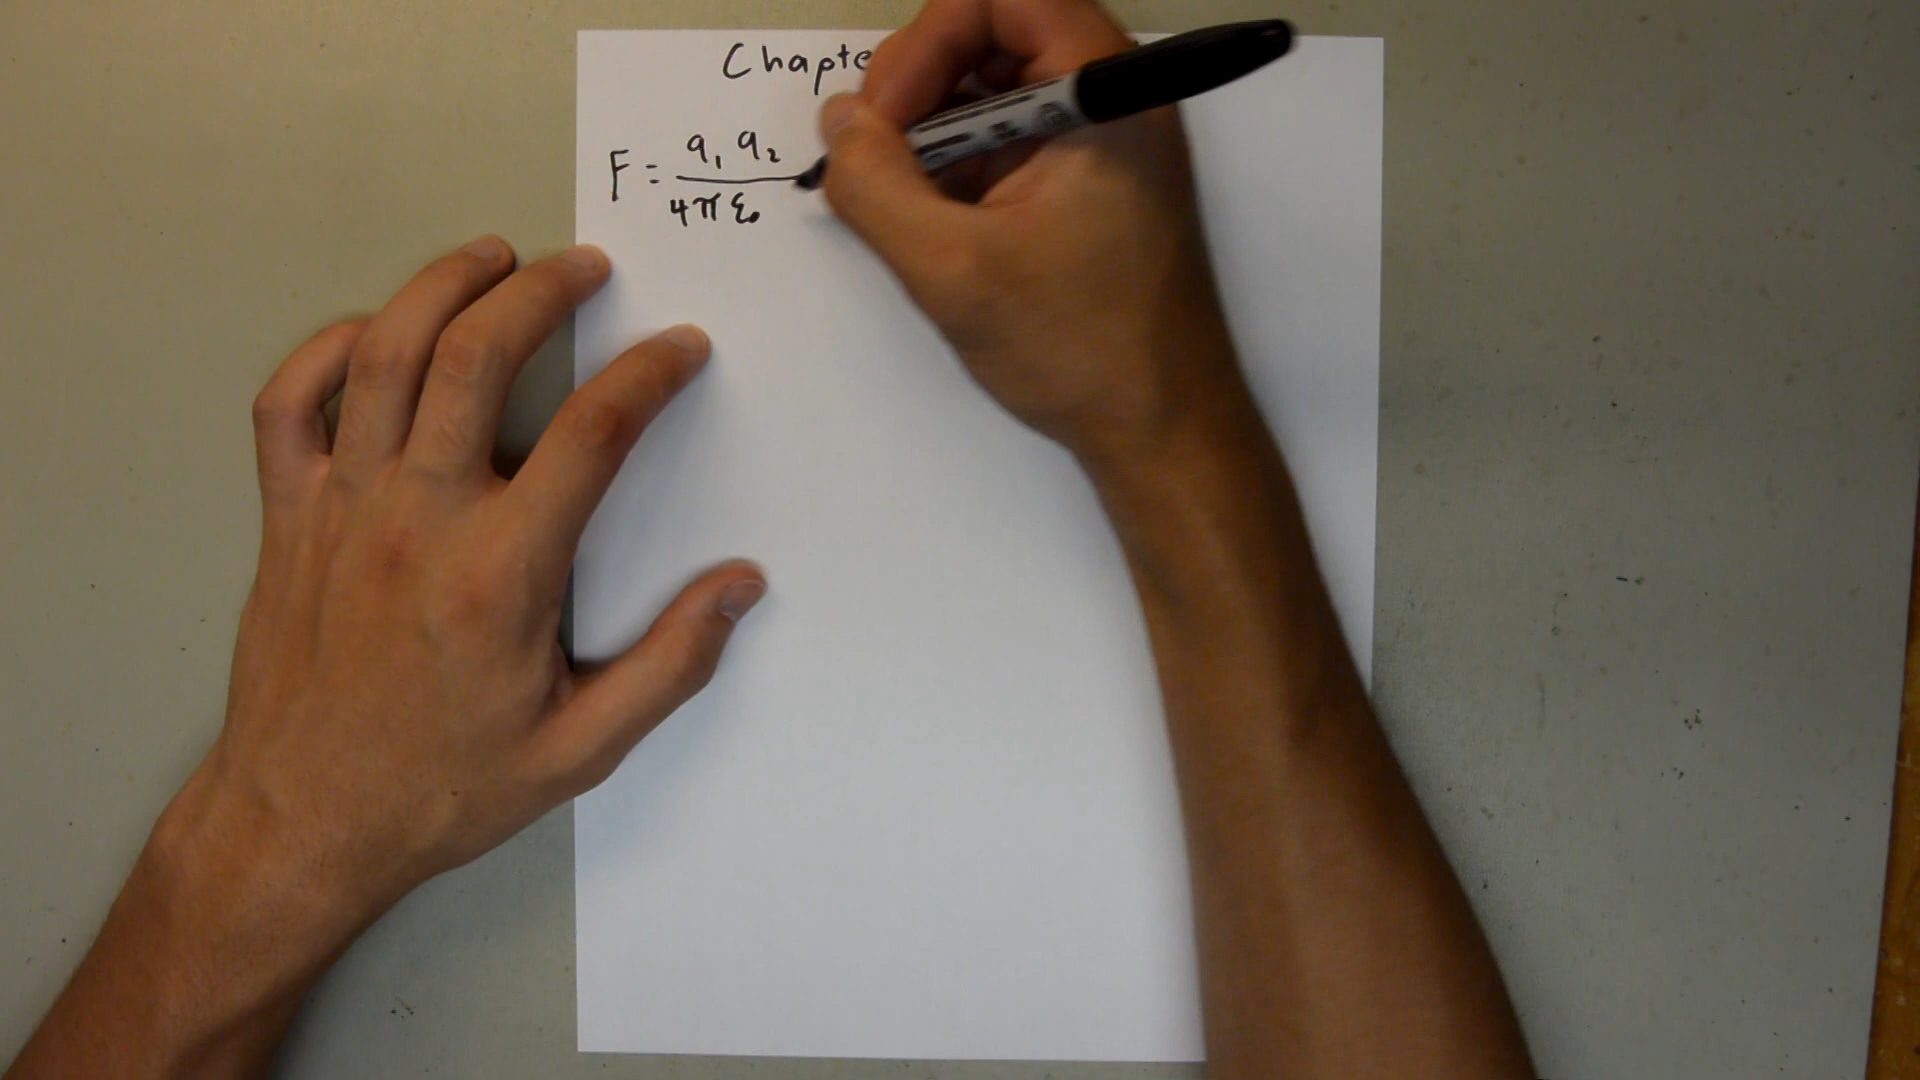 Chapte
F = q₁ q₂ / 4π ε₀